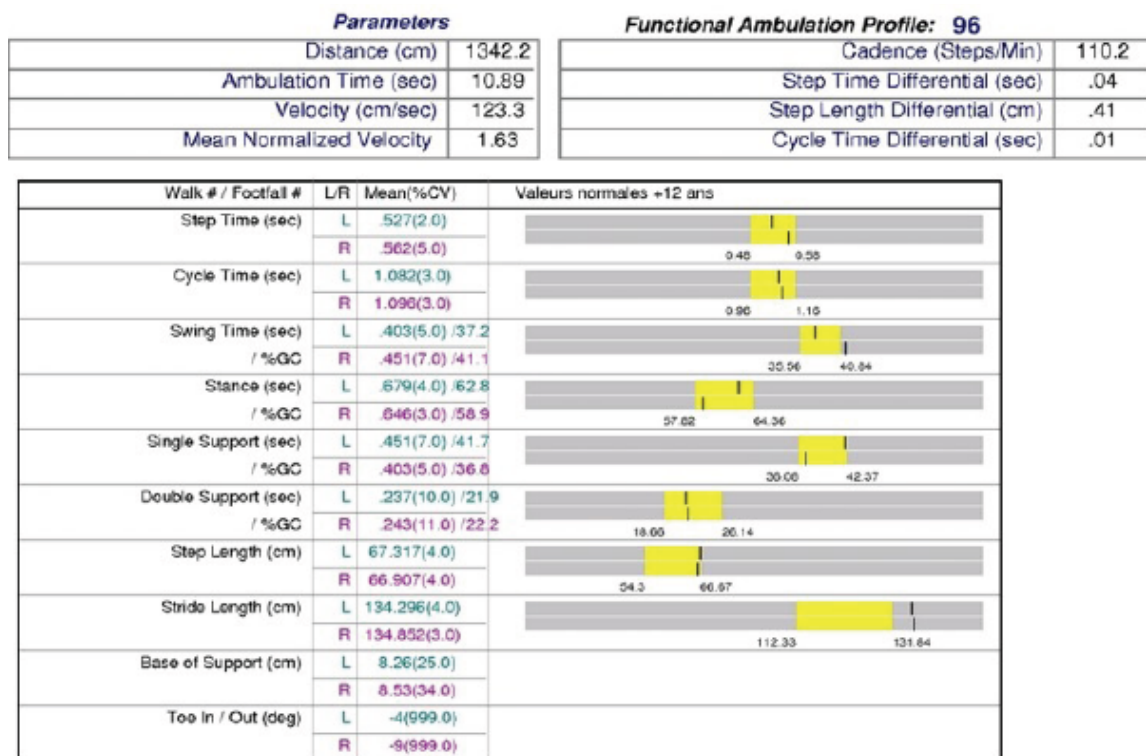 Parameters
Functional Ambulation Profile: 96
Distance (cm) 1342.2
Cadence (Steps/Min) 110.2
Ambulation Time (sec) 10.89
Step Time Differential (sec) .04
Velocity (cm/sec) 123.3
Step Length Differential (cm) .41
Mean Normalized Velocity 1.63
Cycle Time Differential (sec) .01
Walk # / Footfall # L/R Mean(%CV) Valeurs normales +12 ans
Step Time (sec) L .527(2.0)
R .562(5.0)
0.48 0.58
Cycle Time (sec) L 1.082(3.0)
R 1.096(3.0)
0.96 1.16
Swing Time (sec) L .403(5.0) /37.2
/ %GC R .451(7.0) /41.1
35.56 40.84
Stance (sec) L .679(4.0) /62.8
/ %GC R .646(3.0) /58.9
57.82 64.36
Single Support (sec) L .451(7.0) /41.7
/ %GC R .403(5.0) /36.8
42.37
Double Support (sec) L .237(10.0) /21.9
/ %GC R .243(11.0) /22.2
26.14
Step Length (cm) L 67.317(4.0)
R 66.907(4.0)
54.3 66.67
Stride Length (cm) L 134.296(4.0)
R 134.852(3.0)
112.33 131.64
Base of Support (cm) L 8.26(25.0)
R 8.53(34.0)
Toe In / Out (deg) L -4(999.0)
R -9(999.0)